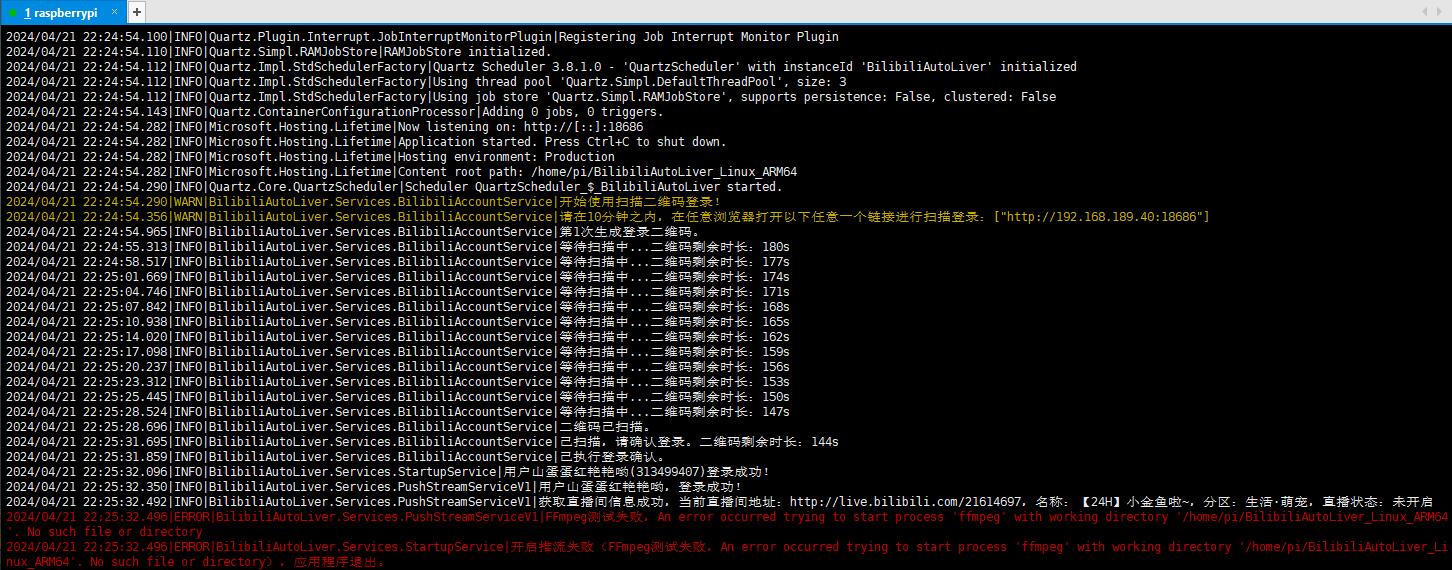 1 raspberrypi × +
2024/04/21 22:24:54.100|INFO|Quartz.Plugin.Interrupt.JobInterruptMonitorPlugin|Registering Job Interrupt Monitor Plugin
2024/04/21 22:24:54.110|INFO|Quartz.Simpl.RAMJobStore|RAMJobStore initialized.
2024/04/21 22:24:54.112|INFO|Quartz.Impl.StdSchedulerFactory|Quartz Scheduler 3.8.1.0 - 'QuartzScheduler' with instanceId 'BilibiliAutoLiver' initialized
2024/04/21 22:24:54.112|INFO|Quartz.Impl.StdSchedulerFactory|Using thread pool 'Quartz.Simpl.DefaultThreadPool', size: 3
2024/04/21 22:24:54.112|INFO|Quartz.Impl.StdSchedulerFactory|Using job store 'Quartz.Simpl.RAMJobStore', supports persistence: False, clustered: False
2024/04/21 22:24:54.143|INFO|Quartz.ContainerConfigurationProcessor|Adding 0 jobs, 0 triggers.
2024/04/21 22:24:54.282|INFO|Microsoft.Hosting.Lifetime|Now listening on: http://[::]:18686
2024/04/21 22:24:54.282|INFO|Microsoft.Hosting.Lifetime|Application started. Press Ctrl+C to shut down.
2024/04/21 22:24:54.282|INFO|Microsoft.Hosting.Lifetime|Hosting environment: Production
2024/04/21 22:24:54.282|INFO|Microsoft.Hosting.Lifetime|Content root path: /home/pi/BilibiliAutoLiver_Linux_ARM64
2024/04/21 22:24:54.290|INFO|Quartz.Core.QuartzScheduler|Scheduler QuartzScheduler_$_BilibiliAutoLiver started.
2024/04/21 22:24:54.290|WARN|BilibiliAutoLiver.Services.BilibiliAccountService|开始使用扫描二维码登录！
2024/04/21 22:24:54.356|WARN|BilibiliAutoLiver.Services.BilibiliAccountService|请在10分钟之内，在任意浏览器打开以下任意一个链接进行扫描登录：["http://192.168.189.40:18686"]
2024/04/21 22:24:54.965|INFO|BilibiliAutoLiver.Services.BilibiliAccountService|第1次生成登录二维码。
2024/04/21 22:24:55.313|INFO|BilibiliAutoLiver.Services.BilibiliAccountService|等待扫描中...二维码剩余时长：180s
2024/04/21 22:24:58.517|INFO|BilibiliAutoLiver.Services.BilibiliAccountService|等待扫描中...二维码剩余时长：177s
2024/04/21 22:25:01.669|INFO|BilibiliAutoLiver.Services.BilibiliAccountService|等待扫描中...二维码剩余时长：174s
2024/04/21 22:25:04.746|INFO|BilibiliAutoLiver.Services.BilibiliAccountService|等待扫描中...二维码剩余时长：171s
2024/04/21 22:25:07.842|INFO|BilibiliAutoLiver.Services.BilibiliAccountService|等待扫描中...二维码剩余时长：168s
2024/04/21 22:25:10.938|INFO|BilibiliAutoLiver.Services.BilibiliAccountService|等待扫描中...二维码剩余时长：165s
2024/04/21 22:25:14.020|INFO|BilibiliAutoLiver.Services.BilibiliAccountService|等待扫描中...二维码剩余时长：162s
2024/04/21 22:25:17.098|INFO|BilibiliAutoLiver.Services.BilibiliAccountService|等待扫描中...二维码剩余时长：159s
2024/04/21 22:25:20.237|INFO|BilibiliAutoLiver.Services.BilibiliAccountService|等待扫描中...二维码剩余时长：156s
2024/04/21 22:25:23.312|INFO|BilibiliAutoLiver.Services.BilibiliAccountService|等待扫描中...二维码剩余时长：153s
2024/04/21 22:25:25.445|INFO|BilibiliAutoLiver.Services.BilibiliAccountService|等待扫描中...二维码剩余时长：150s
2024/04/21 22:25:28.524|INFO|BilibiliAutoLiver.Services.BilibiliAccountService|等待扫描中...二维码剩余时长：147s
2024/04/21 22:25:28.696|INFO|BilibiliAutoLiver.Services.BilibiliAccountService|二维码已扫描。
2024/04/21 22:25:31.695|INFO|BilibiliAutoLiver.Services.BilibiliAccountService|已扫描，请确认登录。二维码剩余时长：144s
2024/04/21 22:25:31.859|INFO|BilibiliAutoLiver.Services.BilibiliAccountService|已执行登录确认。
2024/04/21 22:25:32.096|INFO|BilibiliAutoLiver.Services.StartupService|用户山蛋蛋红艳艳哟(313499407)登录成功！
2024/04/21 22:25:32.350|INFO|BilibiliAutoLiver.Services.PushStreamServiceV1|用户山蛋蛋红艳艳哟，登录成功！
2024/04/21 22:25:32.492|INFO|BilibiliAutoLiver.Services.PushStreamServiceV1|获取直播间信息成功，当前直播间地址：http://live.bilibili.com/21614697，名称：【24H】小金鱼啦~，分区：生活·萌宠，直播状态：未开启
2024/04/21 22:25:32.496|ERROR|BilibiliAutoLiver.Services.PushStreamServiceV1|FFmpeg测试失败，An error occurred trying to start process 'ffmpeg' with working directory '/home/pi/BilibiliAutoLiver_Linux_ARM64
'. No such file or directory
2024/04/21 22:25:32.496|ERROR|BilibiliAutoLiver.Services.StartupService|开启推流失败（FFmpeg测试失败，An error occurred trying to start process 'ffmpeg' with working directory '/home/pi/BilibiliAutoLiver_Li
nux_ARM64'. No such file or directory），应用程序退出。